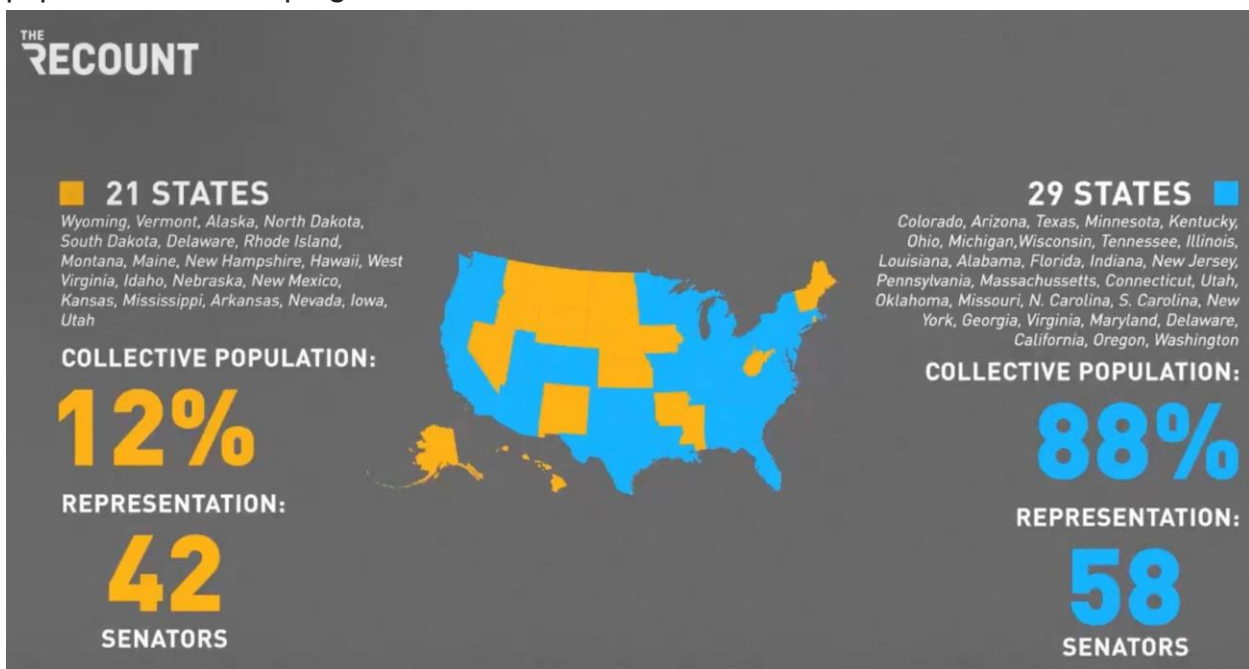 THE
RECOUNT
21 STATES
Wyoming, Vermont, Alaska, North Dakota,
South Dakota, Delaware, Rhode Island,
Montana, Maine, New Hampshire, Hawaii, West
Virginia, Idaho, Nebraska, New Mexico,
Kansas, Mississippi, Arkansas, Nevada, Iowa,
Utah
COLLECTIVE POPULATION:
12%
REPRESENTATION:
42
SENATORS
29 STATES
Colorado, Arizona, Texas, Minnesota, Kentucky,
Ohio, Michigan,Wisconsin, Tennessee, Illinois,
Louisiana, Alabama, Florida, Indiana, New Jersey,
Pennsylvania, Massachussetts, Connecticut, Utah,
Oklahoma, Missouri, N. Carolina, S. Carolina, New
York, Georgia, Virginia, Maryland, Delaware,
California, Oregon, Washington
COLLECTIVE POPULATION:
88%
REPRESENTATION:
58
SENATORS